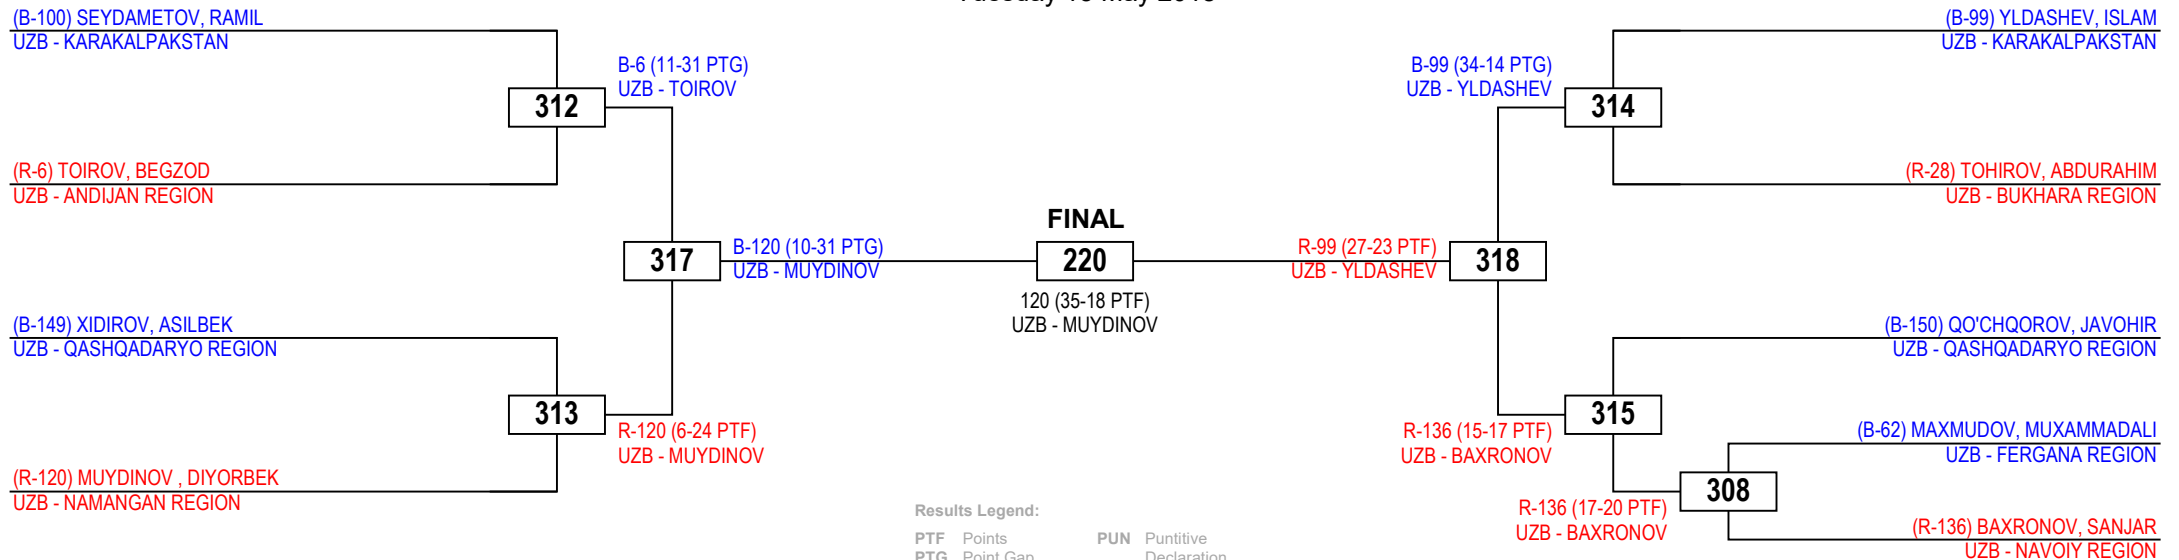 (B-100) SEYDAMETOV, RAMIL
UZB - KARAKALPAKSTAN
(R-6) TOIROV, BEGZOD
UZB - ANDIJAN REGION
(B-149) XIDIROV, ASILBEK
UZB - QASHQADARYO REGION
(R-120) MUYDINOV , DIYORBEK
UZB - NAMANGAN REGION
312
B-6 (11-31 PTG)
UZB - TOIROV
313
R-120 (6-24 PTF)
UZB - MUYDINOV
317
B-120 (10-31 PTG)
UZB - MUYDINOV
FINAL
220
120 (35-18 PTF)
UZB - MUYDINOV
R-99 (27-23 PTF)
UZB - YLDASHEV
318
B-99 (34-14 PTG)
UZB - YLDASHEV
314
R-136 (15-17 PTF)
UZB - BAXRONOV
315
R-136 (17-20 PTF)
UZB - BAXRONOV
308
(B-99) YLDASHEV, ISLAM
UZB - KARAKALPAKSTAN
(R-28) TOHIROV, ABDURAHIM
UZB - BUKHARA REGION
(B-150) QO'CHQOROV, JAVOHIR
UZB - QASHQADARYO REGION
(B-62) MAXMUDOV, MUXAMMADALI
UZB - FERGANA REGION
(R-136) BAXRONOV, SANJAR
UZB - NAVOIY REGION
Results Legend:
PTF Points PUN Puntitive
PTG Point Gap Declaration